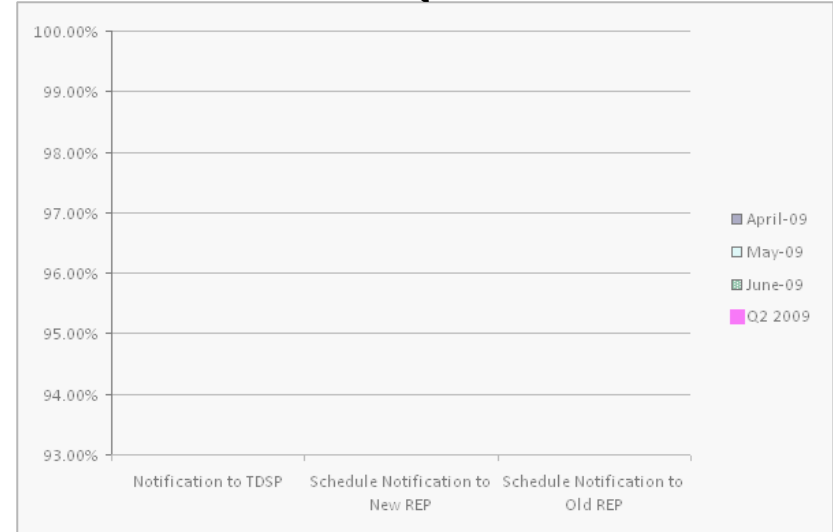 100.00%
99.00%
98.00%
97.00%
96.00%
95.00%
94.00%
93.00%
Notification to TDSP
Schedule Notification to
New REP
Schedule Notification to
Old REP
April-09
May-09
June-09
Q2 2009